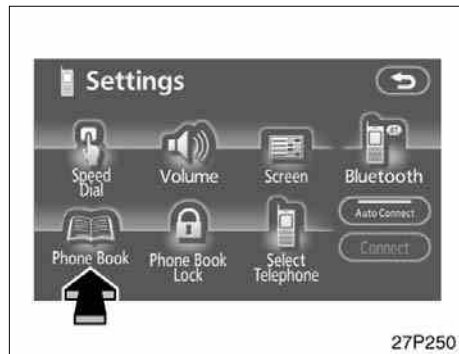 Settings
Speed
Dial
Volume
Screen
Bluetooth
Auto Connect
Phone Book
Phone Book
Lock
Select
Telephone
Connect
27P250